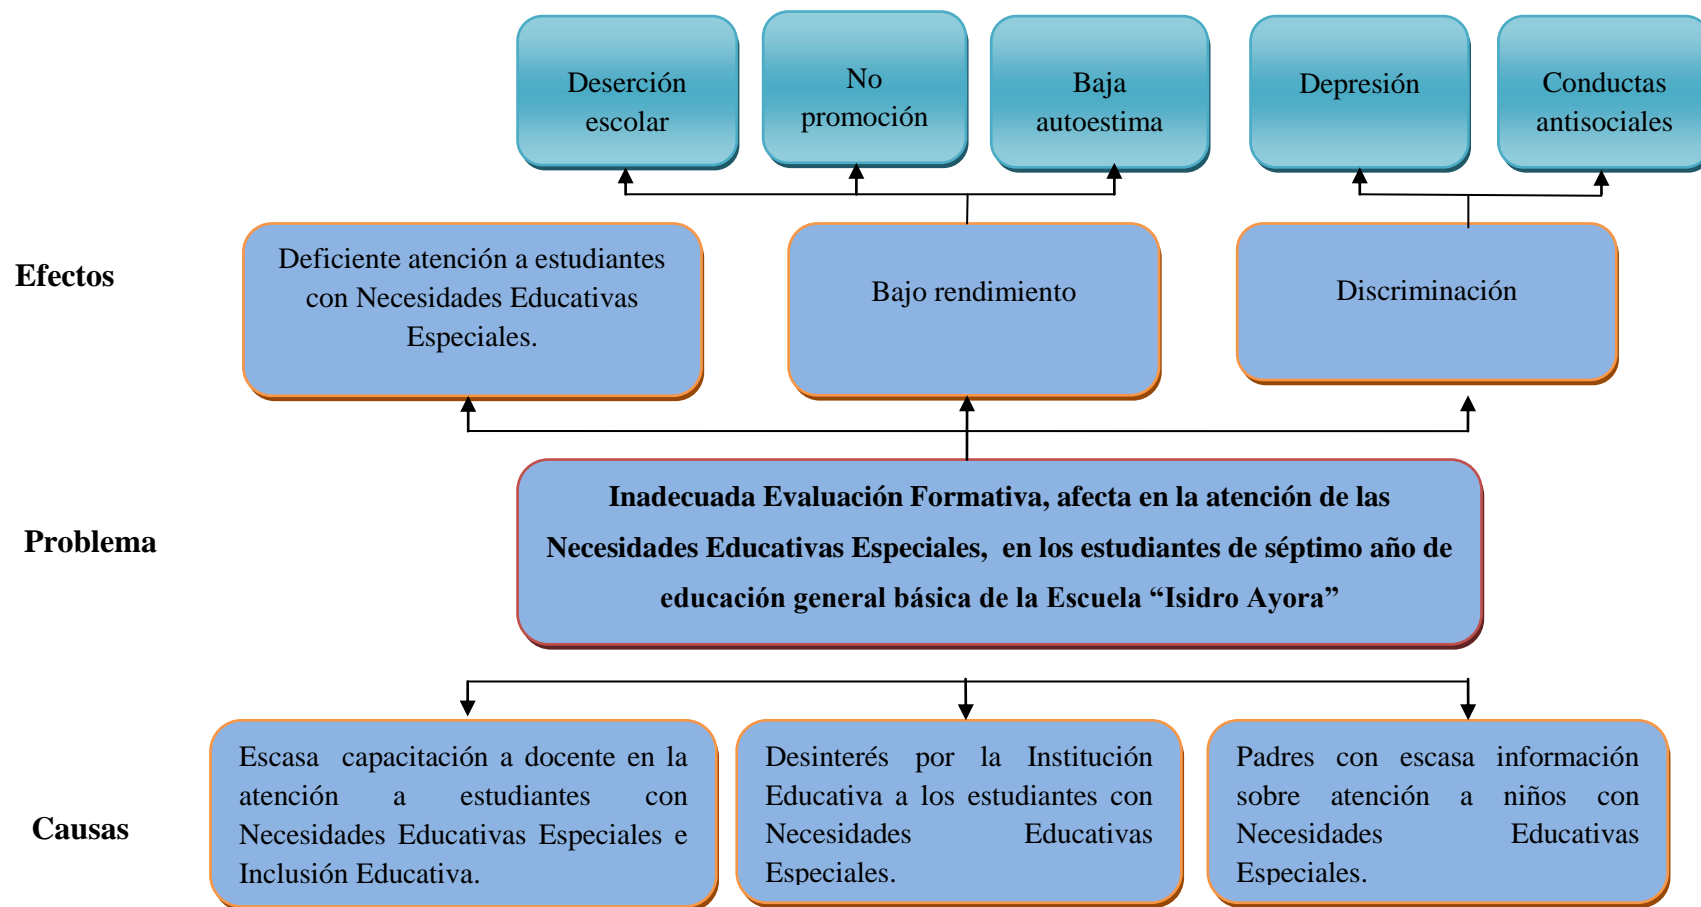 Deserción
escolar
No
promoción
Baja
autoestima
Depresión
Conductas
antisociales
Efectos
Deficiente atención a estudiantes
con Necesidades Educativas
Especiales.
Bajo rendimiento
Discriminación
Problema
Inadecuada Evaluación Formativa, afecta en la atención de las
Necesidades Educativas Especiales, en los estudiantes de séptimo año de
educación general básica de la Escuela “Isidro Ayora”
Causas
Escasa capacitación a docente en la
atención a estudiantes con
Necesidades Educativas Especiales e
Inclusión Educativa.
Desinterés por la Institución
Educativa a los estudiantes con
Necesidades Educativas
Especiales.
Padres con escasa información
sobre atención a niños con
Necesidades Educativas
Especiales.